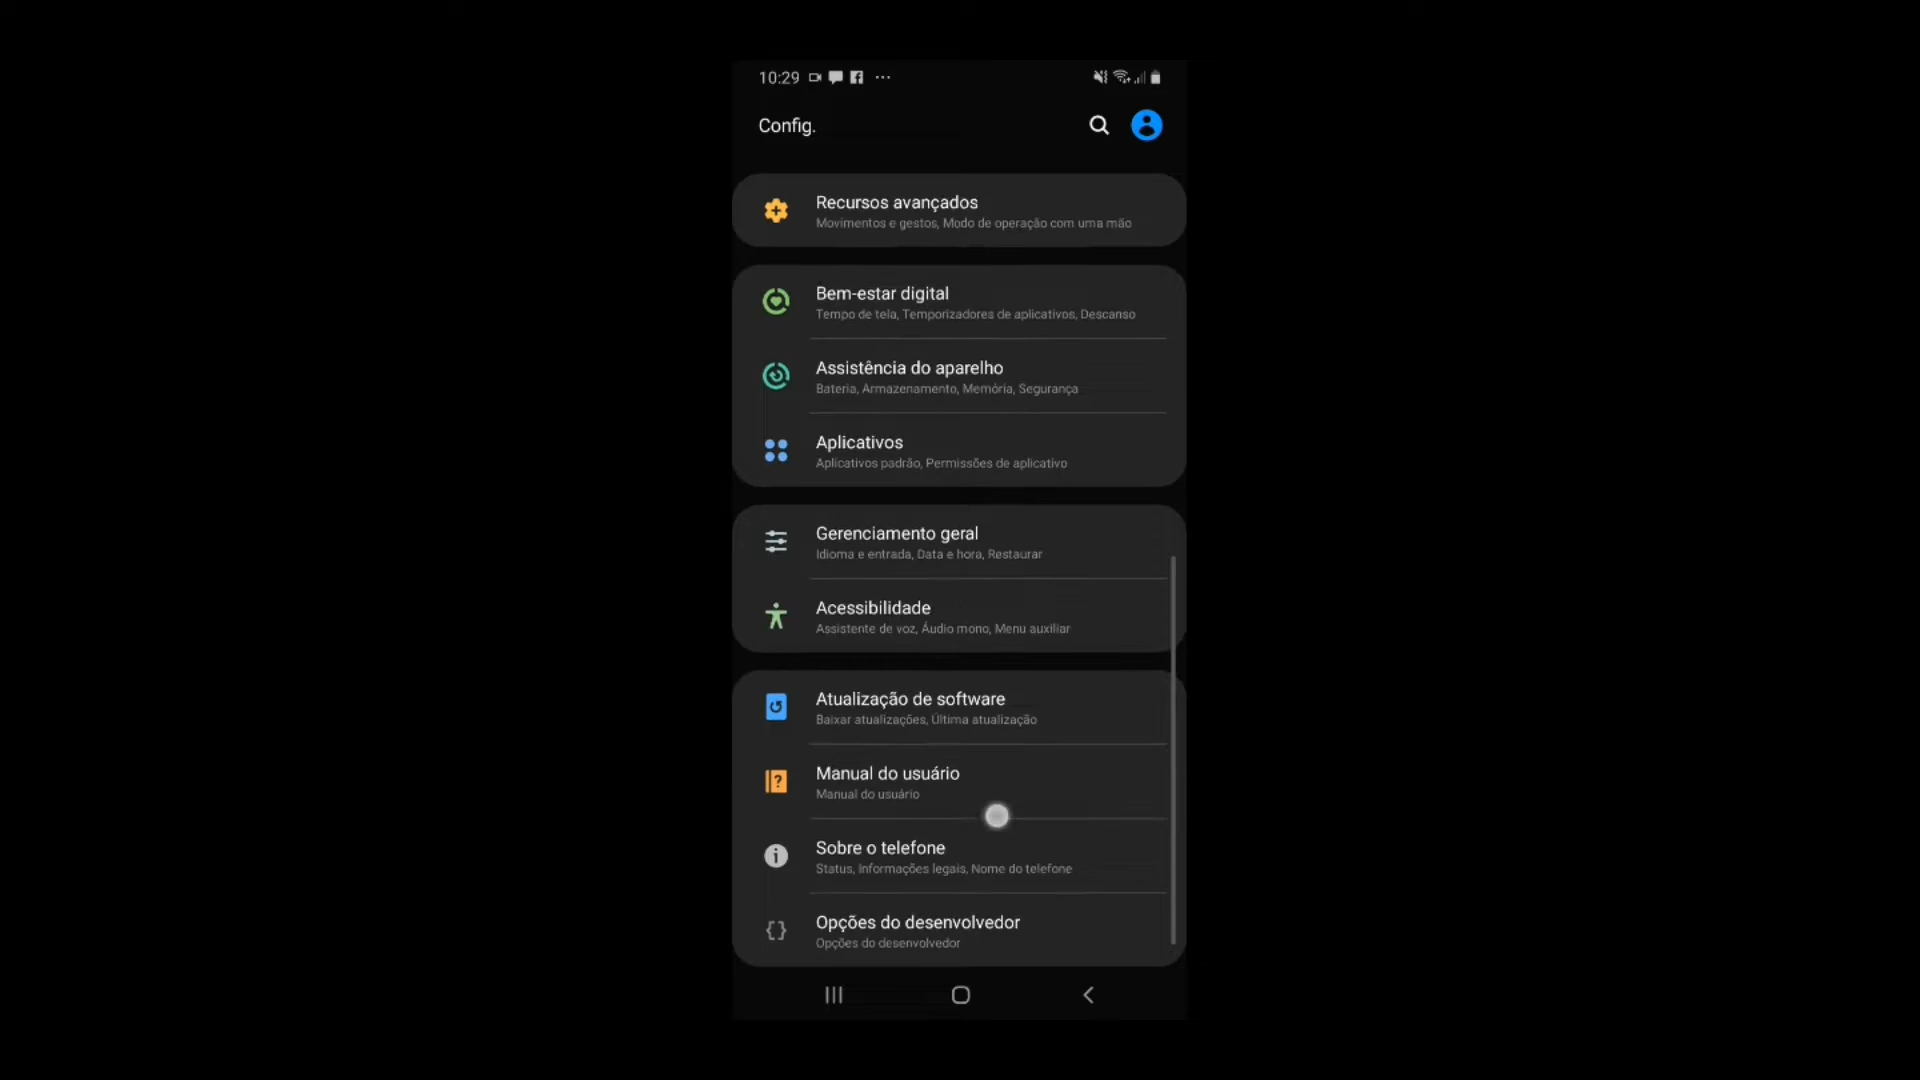 10:29
Config.
Recursos avançados
Movimentos e gestos, Modo de operação com uma mão
Bem-estar digital
Tempo de tela, Temporizadores de aplicativos, Descanso
Assistência do aparelho
Bateria, Armazenamento, Memória, Segurança
Aplicativos
Aplicativos padrão, Permissões de aplicativo
Gerenciamento geral
Idioma e entrada, Data e hora, Restaurar
Acessibilidade
Assistente de voz, Áudio mono, Menu auxiliar
Atualização de software
Baixar atualizações, Última atualização
Manual do usuário
Manual do usuário
Sobre o telefone
Status, Informações legais, Nome do telefone
Opções do desenvolvedor
Opções do desenvolvedor